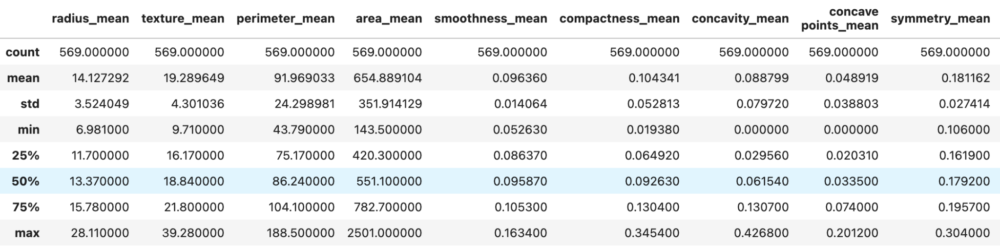 radius_mean texture_mean perimeter_mean area_mean smoothness_mean compactness_mean concavity_mean concave points_mean symmetry_mean
count 569.000000 569.000000 569.000000 569.000000 569.000000 569.000000 569.000000 569.000000 569.000000
mean 14.127292 19.289649 91.969033 654.889104 0.096360 0.104341 0.088799 0.048919 0.181162
std 3.524049 4.301036 24.298981 351.914129 0.014064 0.052813 0.079720 0.038803 0.027414
min 6.981000 9.710000 43.790000 143.500000 0.052630 0.019380 0.000000 0.000000 0.106000
25% 11.700000 16.170000 75.170000 420.300000 0.086370 0.064920 0.029560 0.020310 0.161900
50% 13.370000 18.840000 86.240000 551.100000 0.095870 0.092630 0.061540 0.033500 0.179200
75% 15.780000 21.800000 104.100000 782.700000 0.105300 0.130400 0.130700 0.074000 0.195700
max 28.110000 39.280000 188.500000 2501.000000 0.163400 0.345400 0.426800 0.201200 0.304000